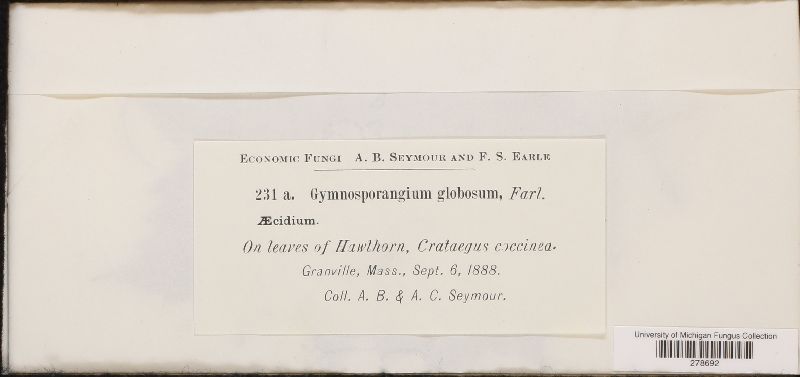 Economic Fungi A. B. Seymour and F. S. Earle
231 a. Gymnosporangium globosum, Farl.
Æcidium.
On leaves of Hawthorn, Crataegus coccinea.
Granville, Mass., Sept. 6, 1888.
Coll. A. B. & A. C. Seymour.
University of Michigan Fungus Collection
278692